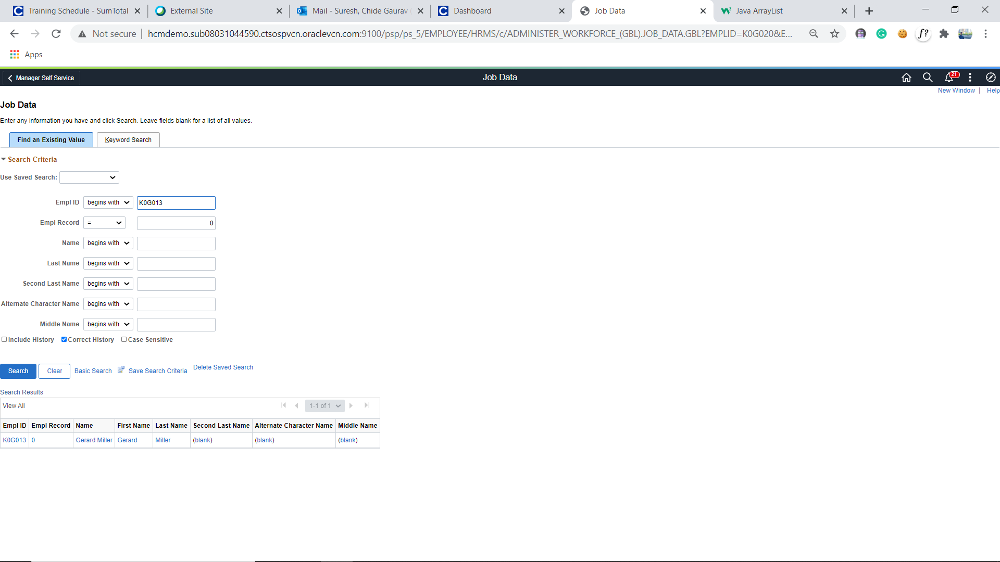 Training Schedule - SumTotal
External Site
Mail - Suresh, Chide Gaurav (
Dashboard
Job Data
Java ArrayList
Not secure
hcmdemo.sub08031044590.ctsospvcn.oraclevcn.com:9100/psp/ps_5/EMPLOYEE/HRMS/c/ADMINISTER_WORKFORCE_(GBL).JOB_DATA.GBL?EMPLID=K0G020&E...
f?
Apps
Manager Self Service
Job Data
21
New Window | Help
Job Data
Enter any information you have and click Search. Leave fields blank for a list of all values.
Find an Existing Value
Keyword Search
Search Criteria
Use Saved Search:
Empl ID begins with K0G013
Empl Record = 0
Name begins with
Last Name begins with
Second Last Name begins with
Alternate Character Name begins with
Middle Name begins with
Include History Correct History Case Sensitive
Search Clear Basic Search Save Search Criteria Delete Saved Search
Search Results
View All 1-1 of 1
Empl ID Empl Record Name First Name Last Name Second Last Name Alternate Character Name Middle Name
K0G013 0 Gerard Miller Gerard Miller (blank) (blank) (blank)